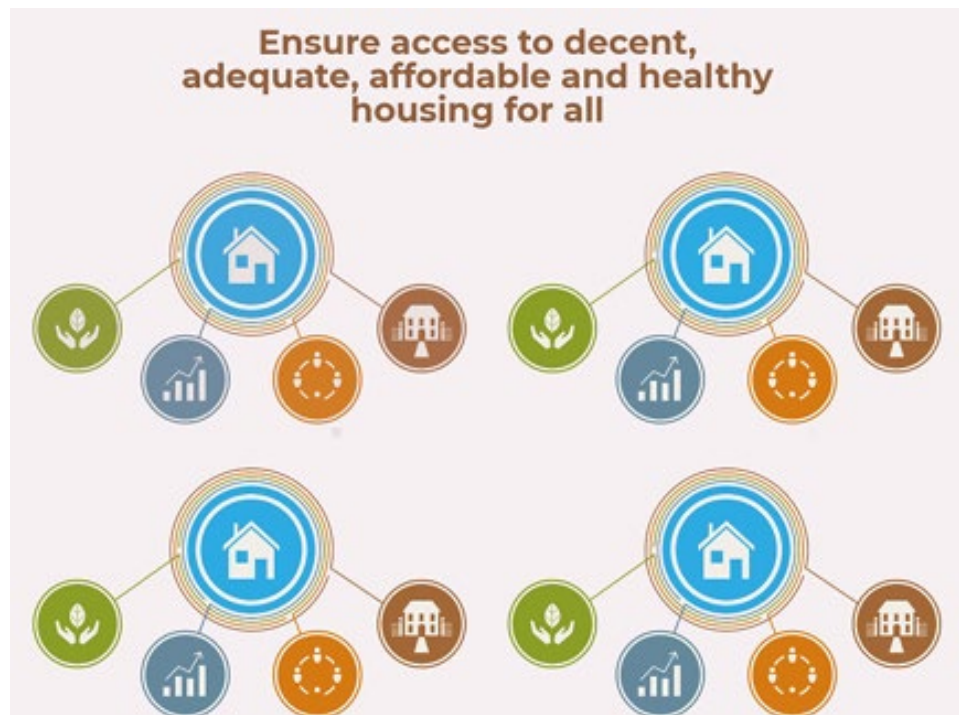 Ensure access to decent,
adequate, affordable and healthy
housing for all